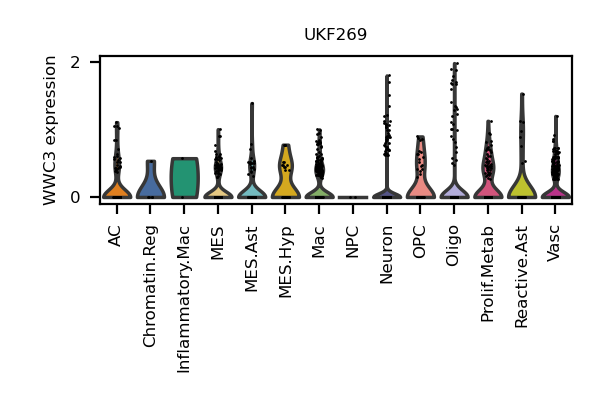 UKF269
WWC3 expression
2
0
AC
Chromatin.Reg
Inflammatory.Mac
MES
MES.Ast
MES.Hyp
Mac
NPC
Neuron
OPC
Oligo
Prolif.Metab
Reactive.Ast
Vasc